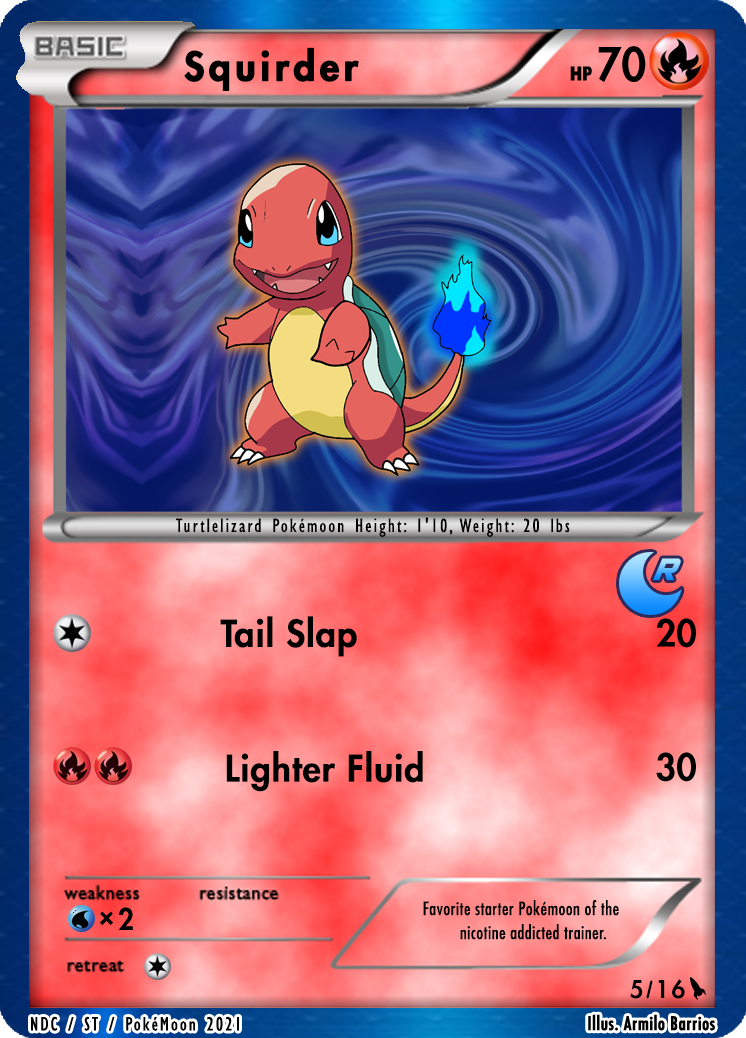 BASIC
Squirder
HP 70
Turtlelizard Pokémoon Height: 1'10, Weight: 20 lbs
R
Tail Slap 20
Lighter Fluid 30
weakness resistance
×2
retreat
Favorite starter Pokémoon of the
nicotine addicted trainer.
5/16
NDC / ST / PokéMoon 2021 Illus. Armilo Barrios